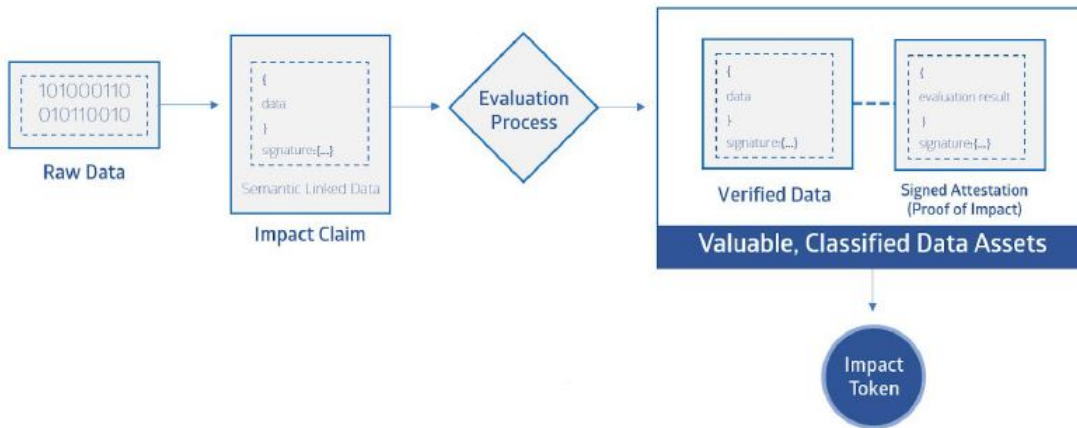 101000110
010110010
Raw Data
{
data
}
signature:{...}
Semantic Linked Data
Impact Claim
Evaluation
Process
{
data
}
signature:{...}
Verified Data
{
evaluation result
}
signature:{...}
Signed Attestation
(Proof of Impact)
Valuable, Classified Data Assets
Impact
Token